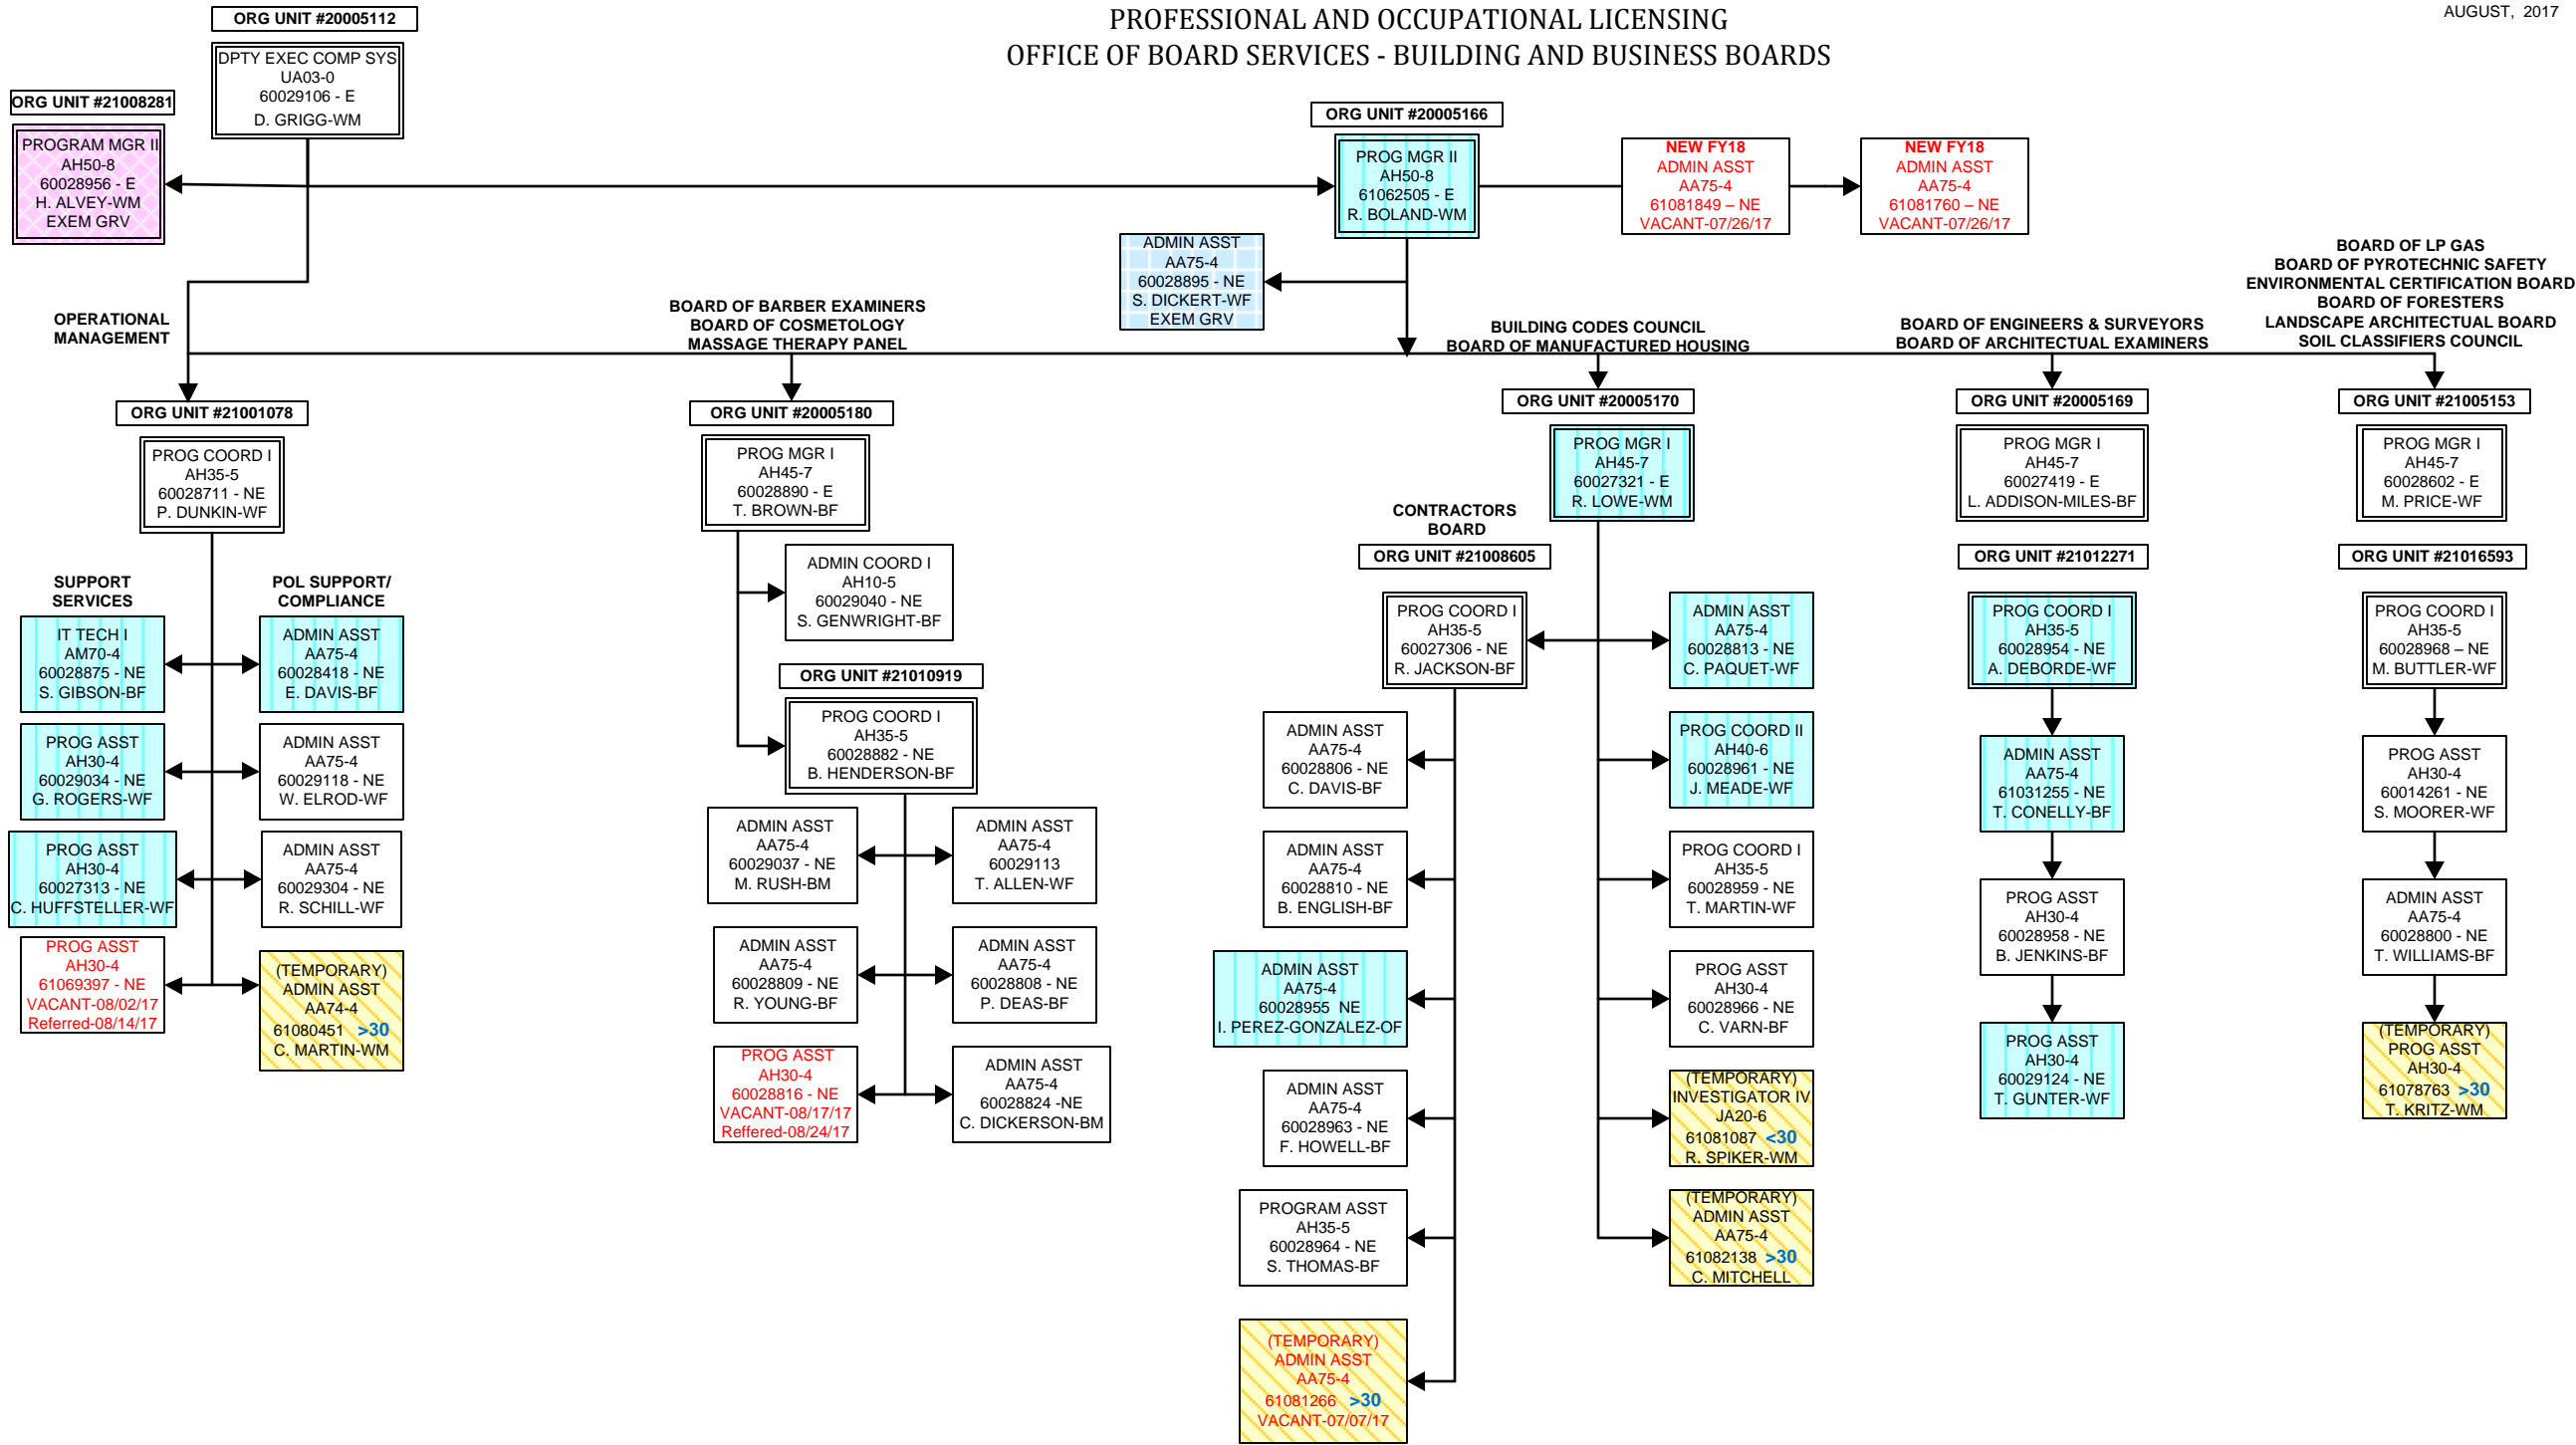 PROFESSIONAL AND OCCUPATIONAL LICENSING
OFFICE OF BOARD SERVICES - BUILDING AND BUSINESS BOARDS
AUGUST, 2017
ORG UNIT #20005112
DPTY EXEC COMP SYS
UA03-0
60029106 - E
D. GRIGG-WM
ORG UNIT #21008281
PROGRAM MGR II
AH50-8
60028956 - E
H. ALVEY-WM
EXEM GRV
ORG UNIT #20005166
PROG MGR II
AH50-8
61062505 - E
R. BOLAND-WM
NEW FY18
ADMIN ASST
AA75-4
61081849 – NE
VACANT-07/26/17
NEW FY18
ADMIN ASST
AA75-4
61081760 – NE
VACANT-07/26/17
ADMIN ASST
AA75-4
60028895 - NE
S. DICKERT-WF
EXEM GRV
OPERATIONAL
MANAGEMENT
BOARD OF BARBER EXAMINERS
BOARD OF COSMETOLOGY
MASSAGE THERAPY PANEL
BUILDING CODES COUNCIL
BOARD OF MANUFACTURED HOUSING
BOARD OF ENGINEERS & SURVEYORS
BOARD OF ARCHITECTUAL EXAMINERS
BOARD OF LP GAS
BOARD OF PYROTECHNIC SAFETY
ENVIRONMENTAL CERTIFICATION BOARD
BOARD OF FORESTERS
LANDSCAPE ARCHITECTUAL BOARD
SOIL CLASSIFIERS COUNCIL
ORG UNIT #21001078
PROG COORD I
AH35-5
60028711 - NE
P. DUNKIN-WF
SUPPORT
SERVICES
POL SUPPORT/
COMPLIANCE
IT TECH I
AM70-4
60028875 - NE
S. GIBSON-BF
ADMIN ASST
AA75-4
60028418 - NE
E. DAVIS-BF
PROG ASST
AH30-4
60029034 - NE
G. ROGERS-WF
ADMIN ASST
AA75-4
60029118 - NE
W. ELROD-WF
PROG ASST
AH30-4
60027313 - NE
C. HUFFSTELLER-WF
ADMIN ASST
AA75-4
60029304 - NE
R. SCHILL-WF
PROG ASST
AH30-4
61069397 - NE
VACANT-08/02/17
Referred-08/14/17
(TEMPORARY)
ADMIN ASST
AA74-4
61080451 >30
C. MARTIN-WM
ORG UNIT #20005180
PROG MGR I
AH45-7
60028890 - E
T. BROWN-BF
ADMIN COORD I
AH10-5
60029040 - NE
S. GENWRIGHT-BF
ORG UNIT #21010919
PROG COORD I
AH35-5
60028882 - NE
B. HENDERSON-BF
ADMIN ASST
AA75-4
60029037 - NE
M. RUSH-BM
ADMIN ASST
AA75-4
60029113
T. ALLEN-WF
ADMIN ASST
AA75-4
60028809 - NE
R. YOUNG-BF
ADMIN ASST
AA75-4
60028808 - NE
P. DEAS-BF
PROG ASST
AH30-4
60028816 - NE
VACANT-08/17/17
Reffered-08/24/17
ADMIN ASST
AA75-4
60028824 -NE
C. DICKERSON-BM
ORG UNIT #20005170
PROG MGR I
AH45-7
60027321 - E
R. LOWE-WM
CONTRACTORS
BOARD
ORG UNIT #21008605
PROG COORD I
AH35-5
60027306 - NE
R. JACKSON-BF
ADMIN ASST
AA75-4
60028806 - NE
C. DAVIS-BF
ADMIN ASST
AA75-4
60028810 - NE
B. ENGLISH-BF
ADMIN ASST
AA75-4
60028955 NE
I. PEREZ-GONZALEZ-OF
ADMIN ASST
AA75-4
60028963 - NE
F. HOWELL-BF
PROGRAM ASST
AH35-5
60028964 - NE
S. THOMAS-BF
(TEMPORARY)
ADMIN ASST
AA75-4
61081266 >30
VACANT-07/07/17
ADMIN ASST
AA75-4
60028813 - NE
C. PAQUET-WF
PROG COORD II
AH40-6
60028961 - NE
J. MEADE-WF
PROG COORD I
AH35-5
60028959 - NE
T. MARTIN-WF
PROG ASST
AH30-4
60028966 - NE
C. VARN-BF
(TEMPORARY)
INVESTIGATOR IV
JA20-6
61081087 <30
R. SPIKER-WM
(TEMPORARY)
ADMIN ASST
AA75-4
61082138 >30
C. MITCHELL
ORG UNIT #20005169
PROG MGR I
AH45-7
60027419 - E
L. ADDISON-MILES-BF
ORG UNIT #21012271
PROG COORD I
AH35-5
60028954 - NE
A. DEBORDE-WF
ADMIN ASST
AA75-4
61031255 - NE
T. CONELLY-BF
PROG ASST
AH30-4
60028958 - NE
B. JENKINS-BF
PROG ASST
AH30-4
60029124 - NE
T. GUNTER-WF
ORG UNIT #21005153
PROG MGR I
AH45-7
60028602 - E
M. PRICE-WF
ORG UNIT #21016593
PROG COORD I
AH35-5
60028968 – NE
M. BUTTLER-WF
PROG ASST
AH30-4
60014261 - NE
S. MOORER-WF
ADMIN ASST
AA75-4
60028800 - NE
T. WILLIAMS-BF
(TEMPORARY)
PROG ASST
AH30-4
61078763 >30
T. KRITZ-WM